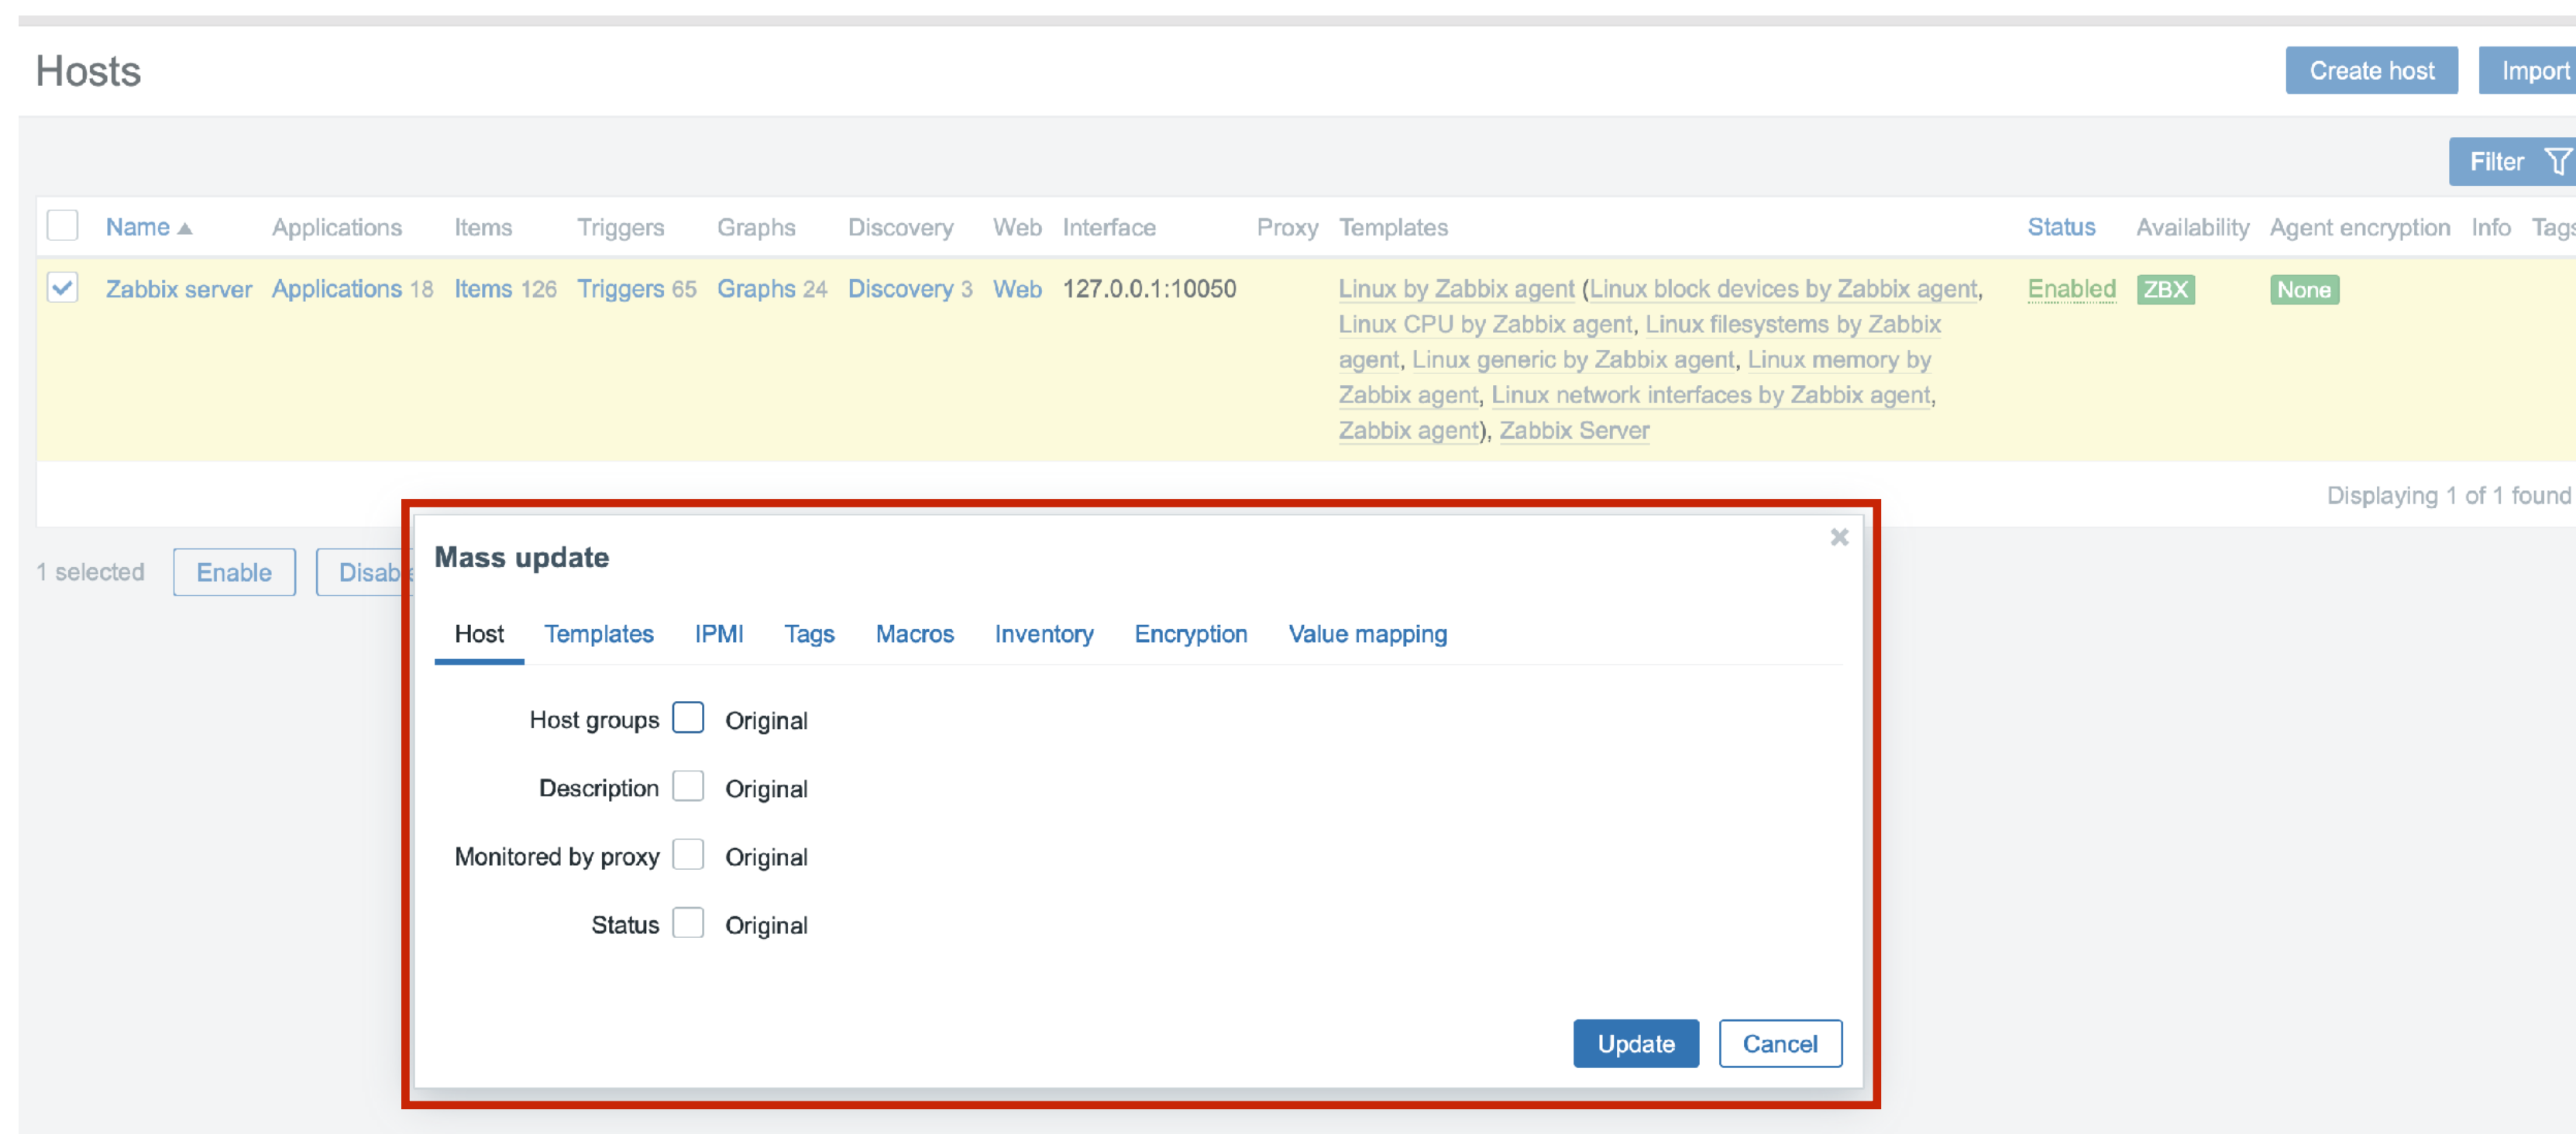 Hosts
Create host
Import
Filter
Name Applications Items Triggers Graphs Discovery Web Interface Proxy Templates Status Availability Agent encryption Info Tags
Zabbix server Applications 18 Items 126 Triggers 65 Graphs 24 Discovery 3 Web 127.0.0.1:10050 Linux by Zabbix agent (Linux block devices by Zabbix agent, Enabled ZBX None
Linux CPU by Zabbix agent, Linux filesystems by Zabbix
agent, Linux generic by Zabbix agent, Linux memory by
Zabbix agent, Linux network interfaces by Zabbix agent,
Zabbix agent), Zabbix Server
Displaying 1 of 1 found
1 selected Enable Disable
Mass update
Host Templates IPMI Tags Macros Inventory Encryption Value mapping
Host groups Original
Description Original
Monitored by proxy Original
Status Original
Update Cancel